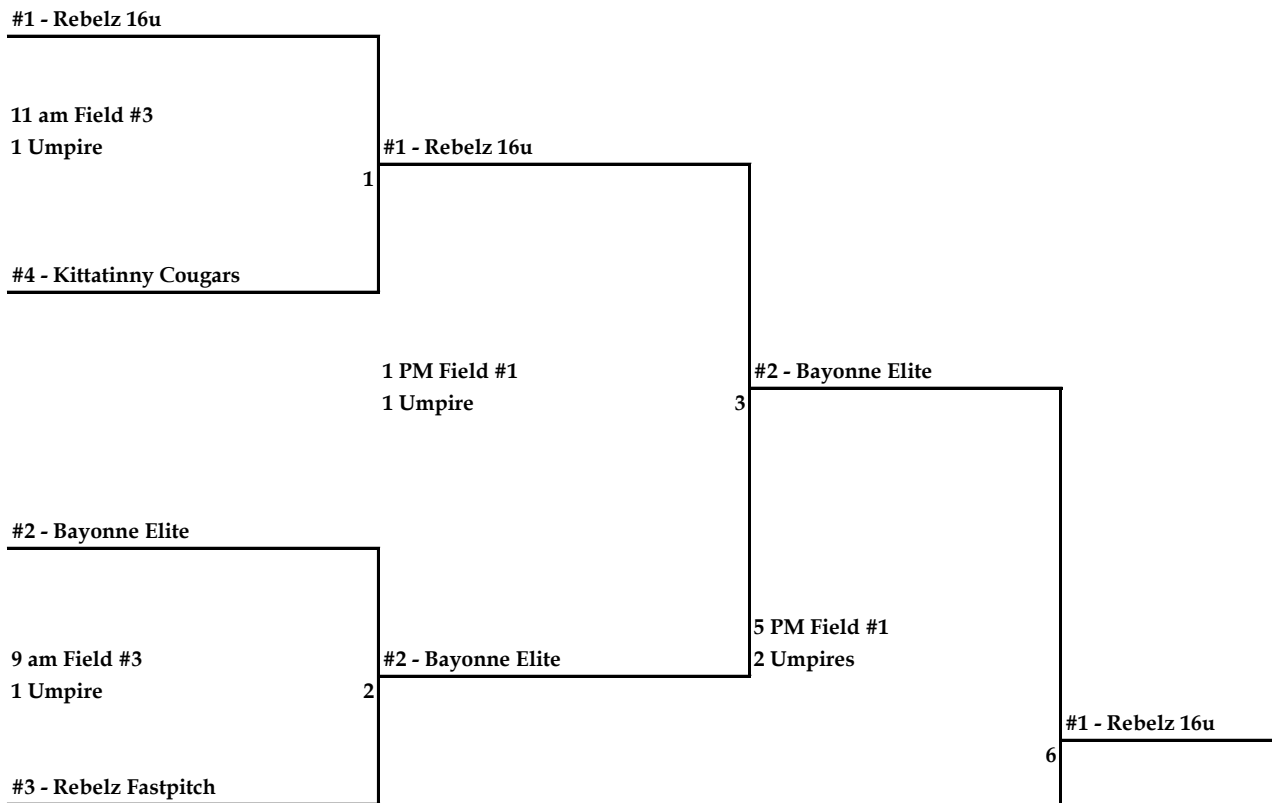 #1 - Rebelz 16u
11 am Field #3
1 Umpire
#1 - Rebelz 16u
1
#4 - Kittatinny Cougars
1 PM Field #1
1 Umpire
#2 - Bayonne Elite
3
#2 - Bayonne Elite
5 PM Field #1
2 Umpires
9 am Field #3
1 Umpire
#2 - Bayonne Elite
2
#1 - Rebelz 16u
6
#3 - Rebelz Fastpitch